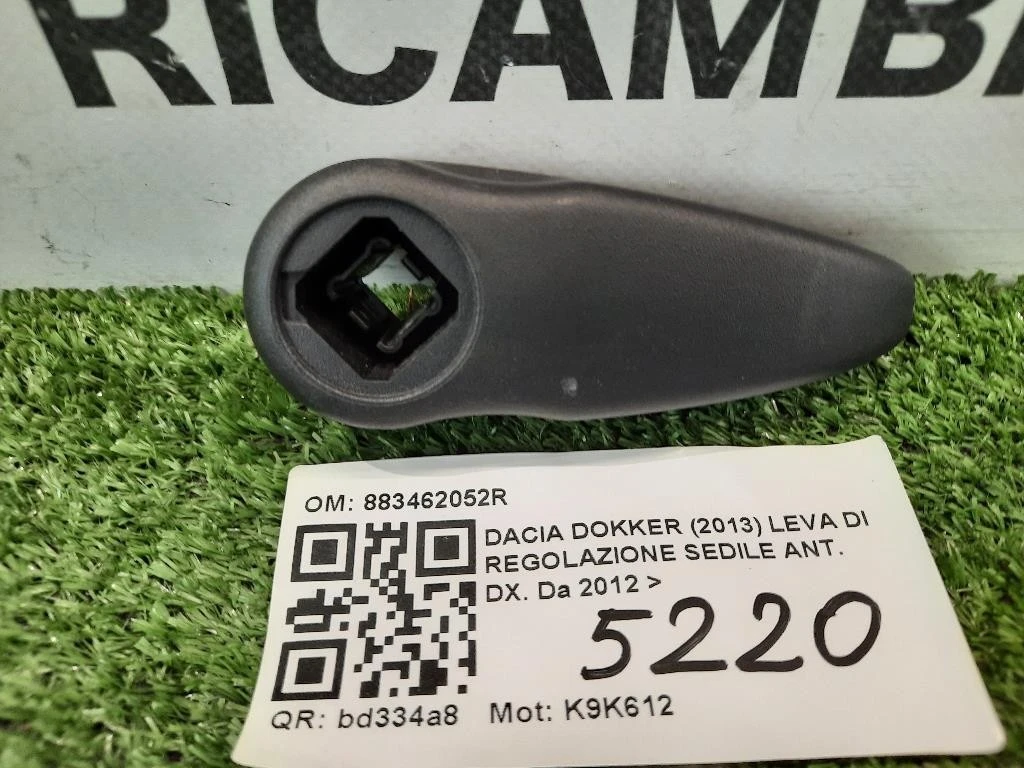 RICAMBI
OM: 883462052R
DACIA DOKKER (2013) LEVA DI
REGOLAZIONE SEDILE ANT.
DX. Da 2012 >
5220
QR: bd334a8 Mot: K9K612